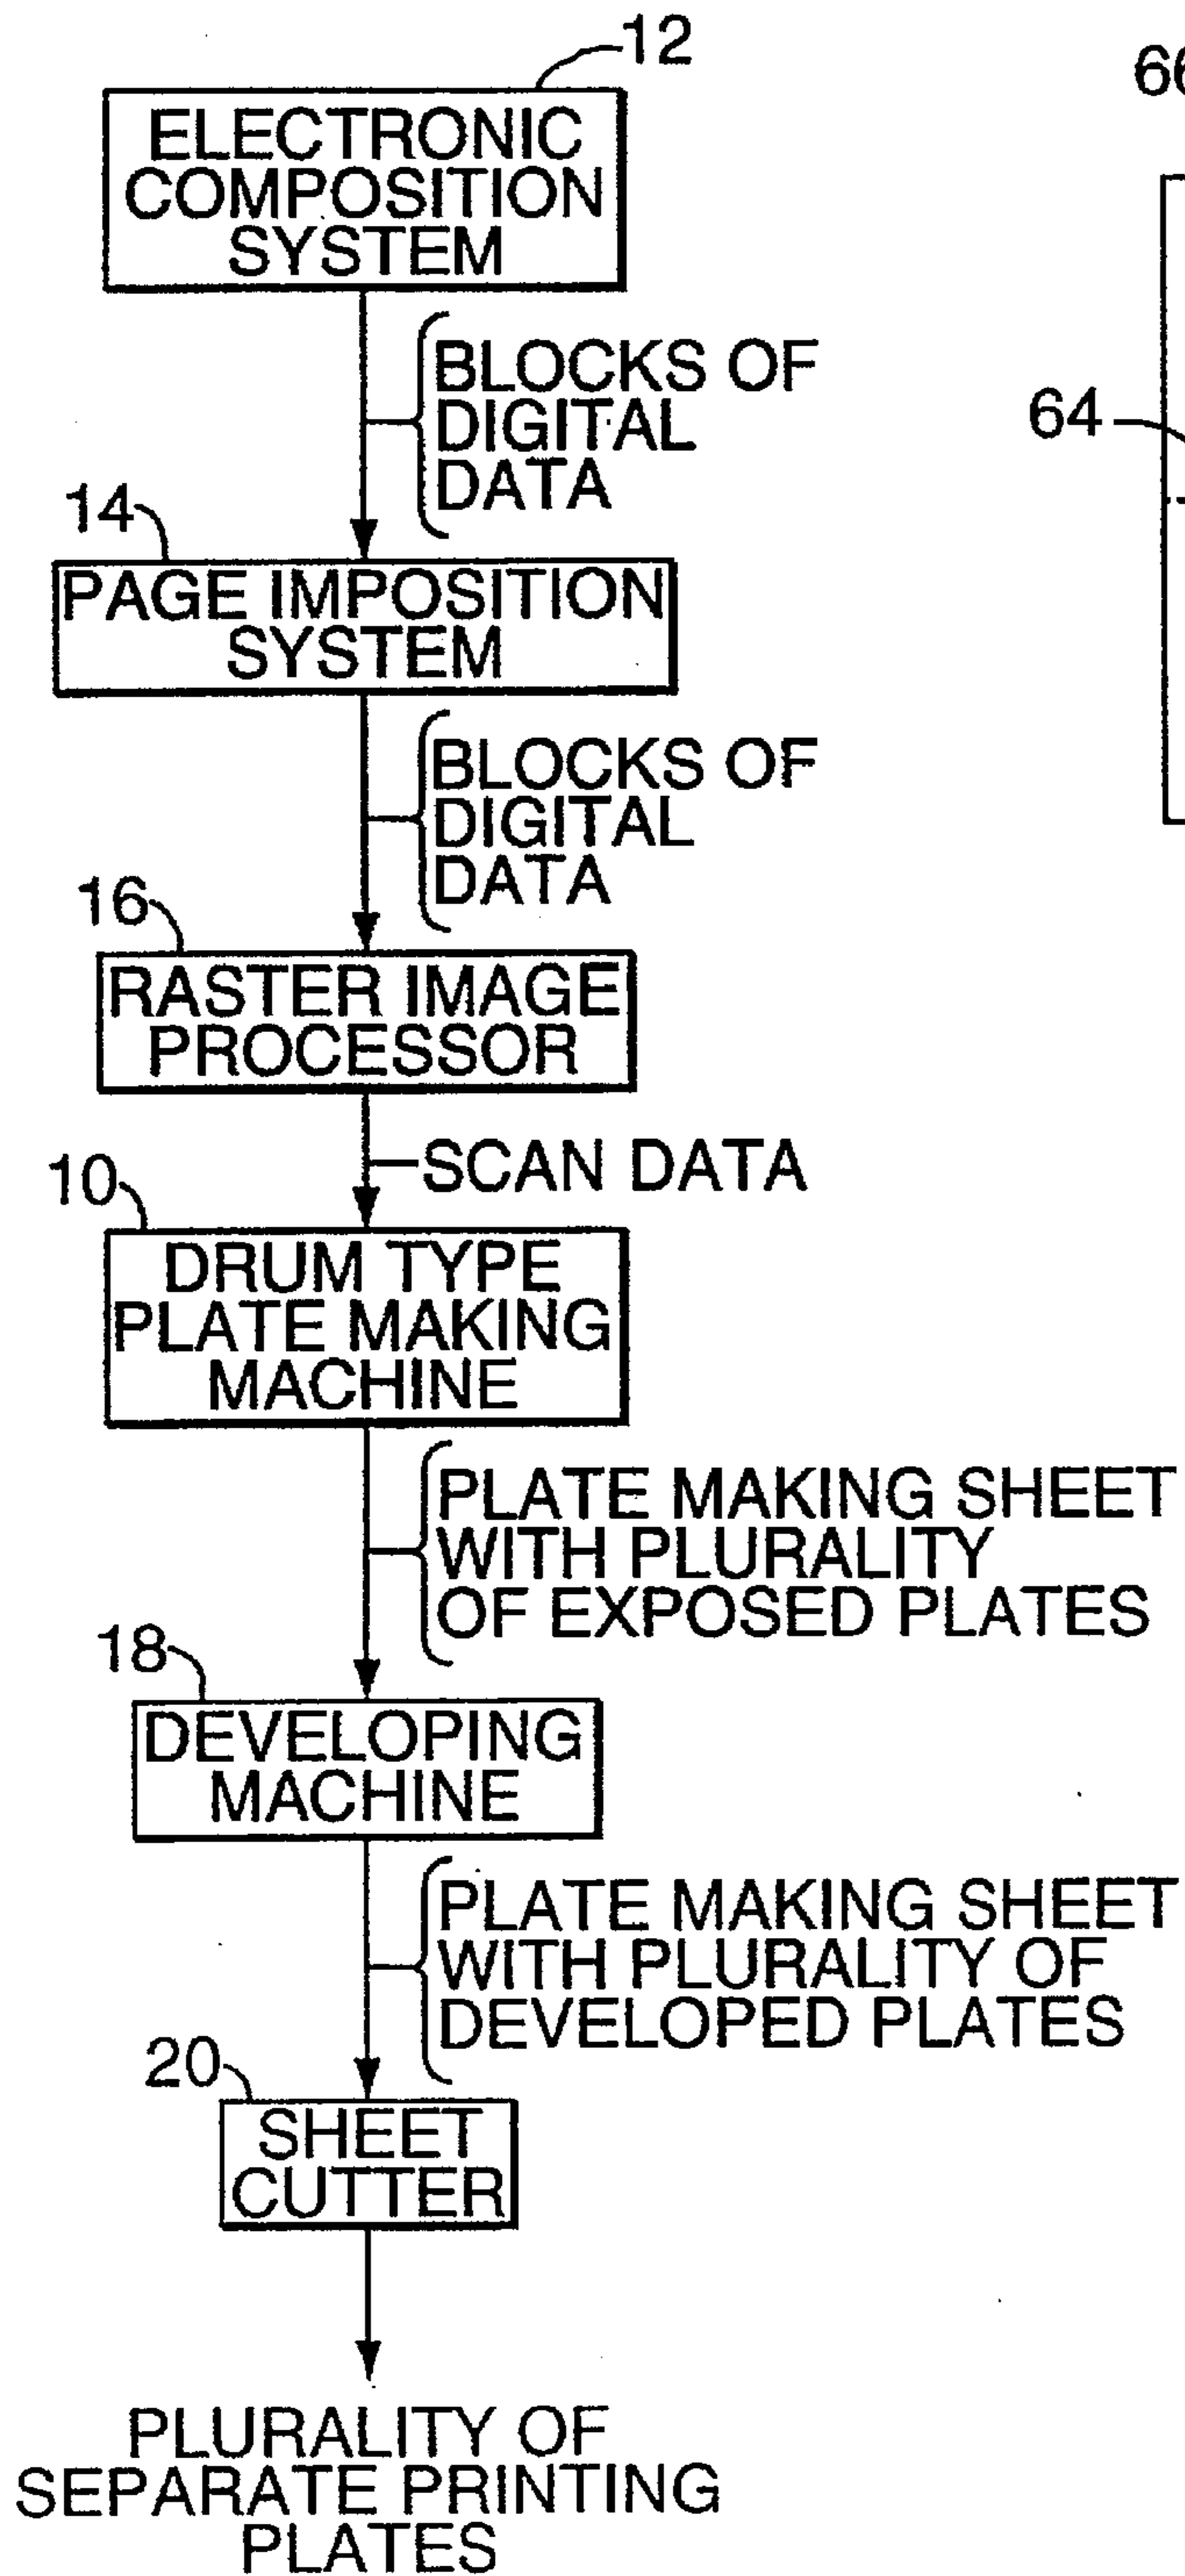 12
ELECTRONIC
COMPOSITION
SYSTEM
BLOCKS OF
DIGITAL
DATA
14
PAGE IMPOSITION
SYSTEM
BLOCKS OF
DIGITAL
DATA
16
RASTER IMAGE
PROCESSOR
SCAN DATA
10
DRUM TYPE
PLATE MAKING
MACHINE
PLATE MAKING SHEET
WITH PLURALITY
OF EXPOSED PLATES
18
DEVELOPING
MACHINE
PLATE MAKING SHEET
WITH PLURALITY OF
DEVELOPED PLATES
20
SHEET
CUTTER
PLURALITY OF
SEPARATE PRINTING
PLATES
66
64